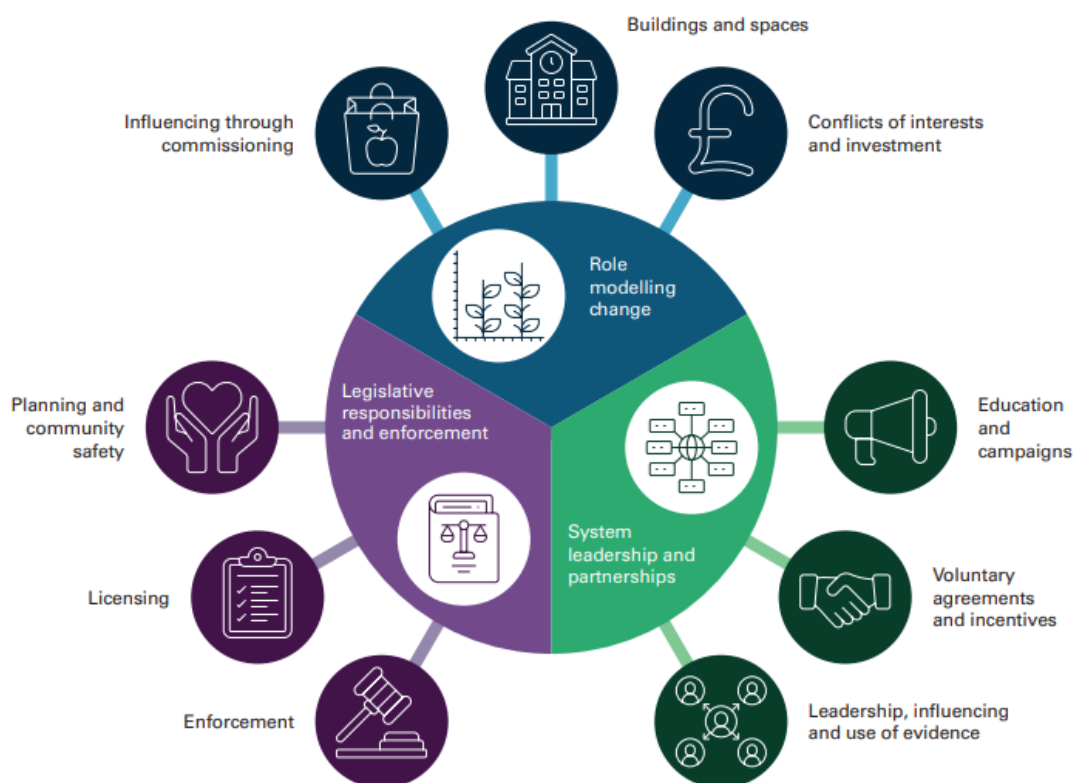 Buildings and spaces
Influencing through
commissioning
Conflicts of interests
and investment
Role
modelling
change
Legislative
responsibilities
and enforcement
System
leadership and
partnerships
Planning and
community
safety
Education
and
campaigns
Licensing
Voluntary
agreements
and incentives
Enforcement
Leadership, influencing
and use of evidence